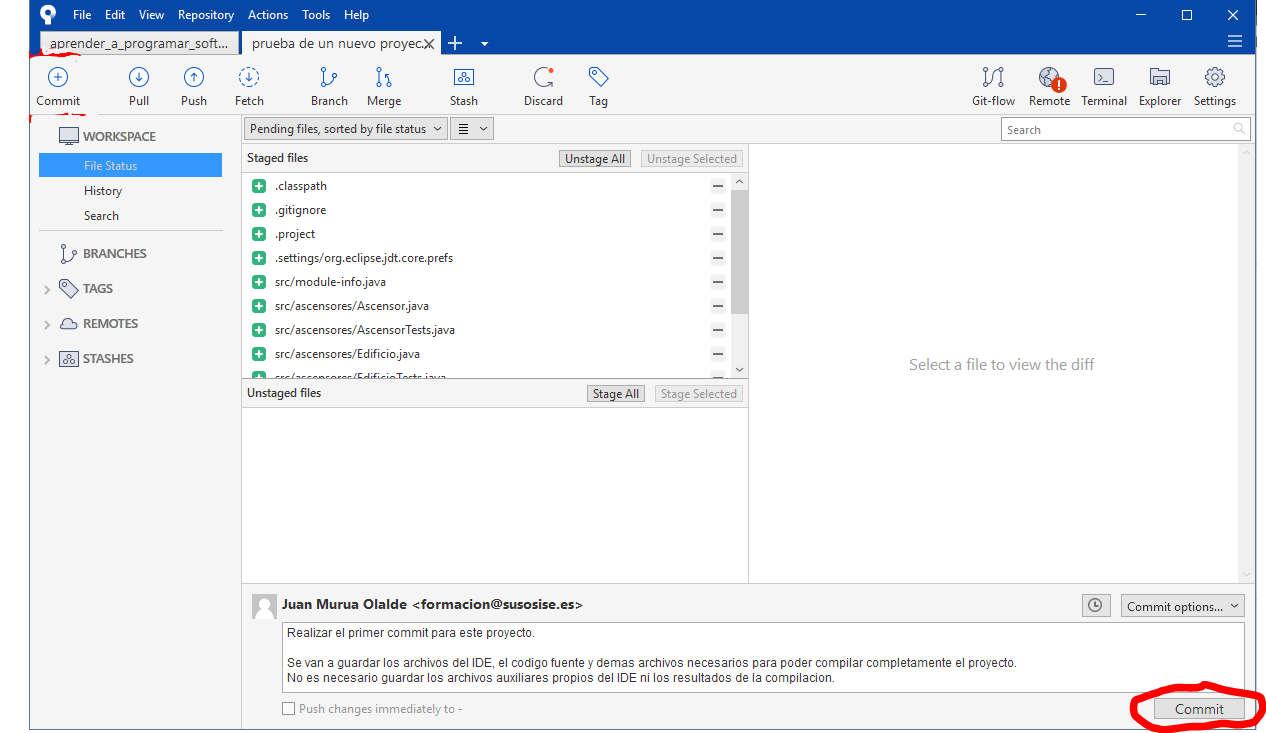 File Edit View Repository Actions Tools Help
aprender_a_programar_soft... prueba de un nuevo proyec.
Commit Pull Push Fetch Branch Merge Stash Discard Tag Git-flow Remote Terminal Explorer Settings
WORKSPACE
File Status
History
Search
BRANCHES
TAGS
REMOTES
STASHES
Pending files, sorted by file status
Search
Staged files Unstage All Unstage Selected
.classpath
.gitignore
.project
.settings/org.eclipse.jdt.core.prefs
src/module-info.java
src/ascensores/Ascensor.java
src/ascensores/AscensorTests.java
src/ascensores/Edificio.java
src/ascensores/EdificioTests.java
Unstaged files Stage All Stage Selected
Select a file to view the diff
Juan Murua Olalde <formacion@susosise.es>
Commit options...
Realizar el primer commit para este proyecto.
Se van a guardar los archivos del IDE, el codigo fuente y demas archivos necesarios para poder compilar completamente el proyecto.
No es necesario guardar los archivos auxiliares propios del IDE ni los resultados de la compilacion.
Push changes immediately to -
Commit